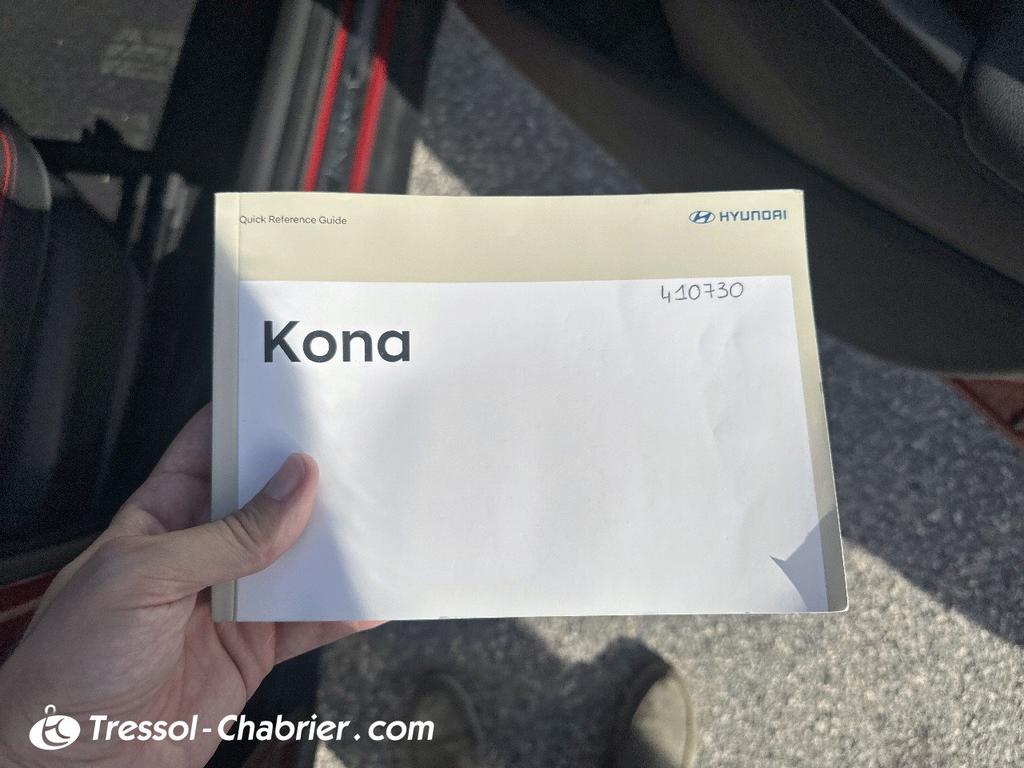 Quick Reference Guide
HYUNDAI
410730
Kona
Tressol-Chabrier.com